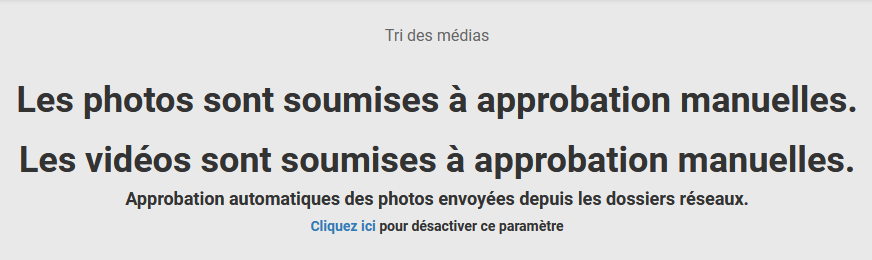 Tri des médias
Les photos sont soumises à approbation manuelles.
Les vidéos sont soumises à approbation manuelles.
Approbation automatiques des photos envoyées depuis les dossiers réseaux.
Cliquez ici pour désactiver ce paramètre